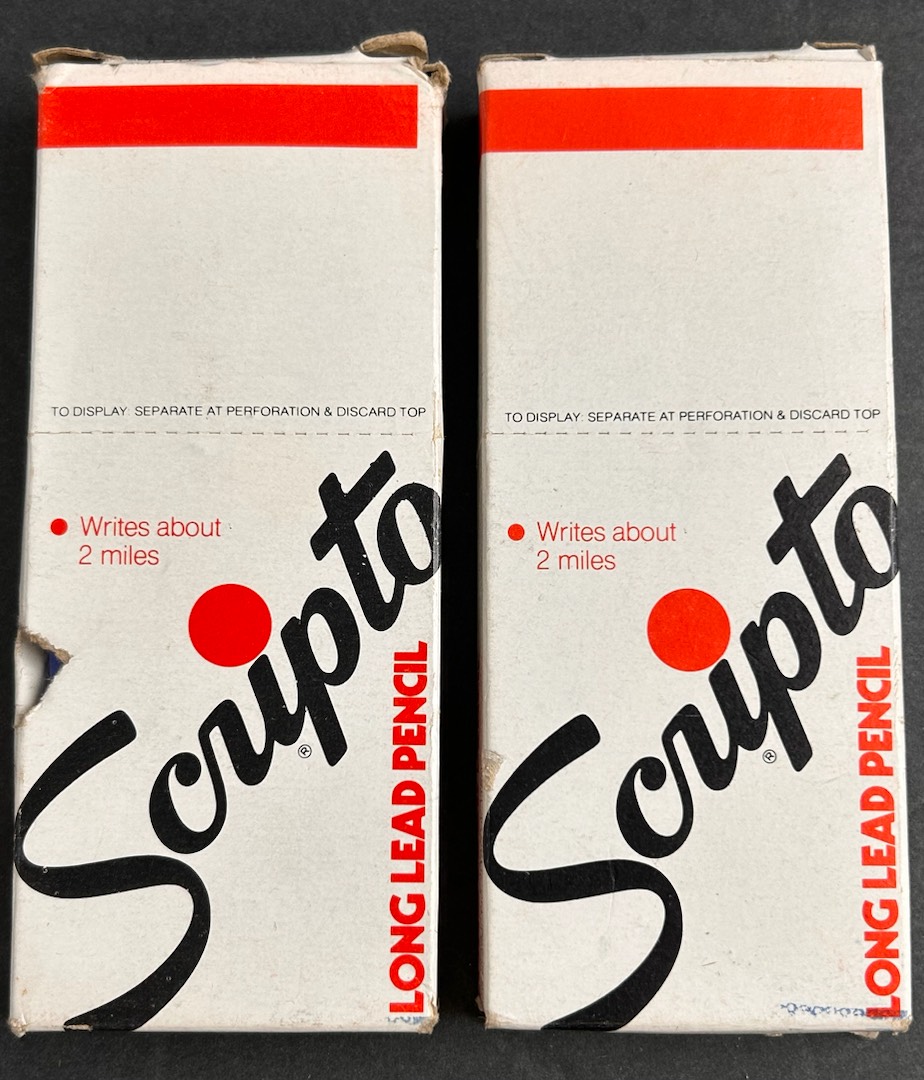 TO DISPLAY: SEPARATE AT PERFORATION & DISCARD TOP
Writes about
2 miles
Scripto®
LONG LEAD PENCIL
TO DISPLAY: SEPARATE AT PERFORATION & DISCARD TOP
Writes about
2 miles
Scripto®
LONG LEAD PENCIL